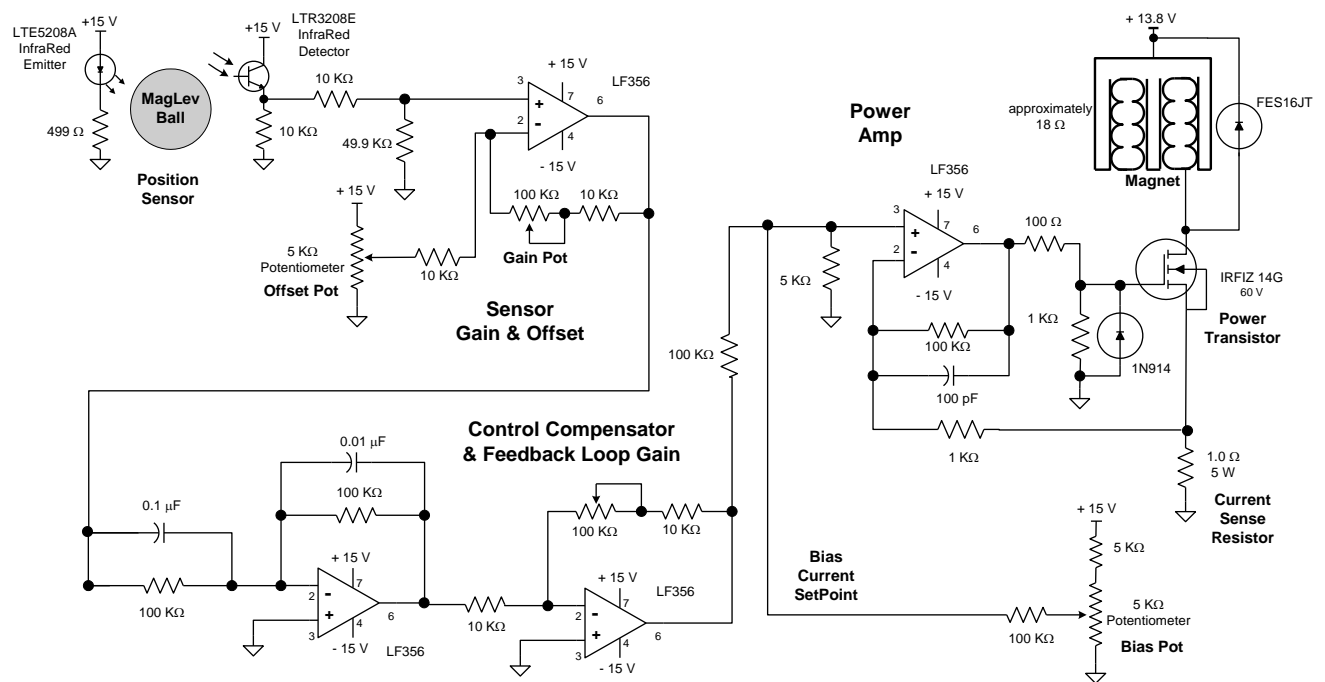 +15 V
LTE5208A
InfraRed
Emitter
499 Ω
MagLev
Ball
Position
Sensor
LTR3208E
InfraRed
Detector
+15 V
10 KΩ
10 KΩ
49.9 KΩ
+ 15 V
LF356
3
+
2
-
7
4
6
- 15 V
100 KΩ
10 KΩ
Gain Pot
+ 15 V
5 KΩ
Potentiometer
Offset Pot
10 KΩ
Sensor
Gain & Offset
Power
Amp
LF356
+ 15 V
3
+
2
-
7
4
6
- 15 V
5 KΩ
100 KΩ
100 pF
1 KΩ
100 Ω
1 KΩ
1N914
+ 13.8 V
approximately
18 Ω
Magnet
FES16JT
IRFIZ 14G
60 V
Power
Transistor
1.0 Ω
5 W
Current
Sense
Resistor
100 KΩ
Control Compensator
& Feedback Loop Gain
0.01 µF
100 KΩ
0.1 µF
100 KΩ
+ 15 V
2
-
3
+
7
4
6
- 15 V
LF356
10 KΩ
100 KΩ
10 KΩ
+ 15 V
LF356
2
-
3
+
7
4
6
- 15 V
Bias
Current
SetPoint
100 KΩ
+ 15 V
5 KΩ
5 KΩ
Potentiometer
Bias Pot